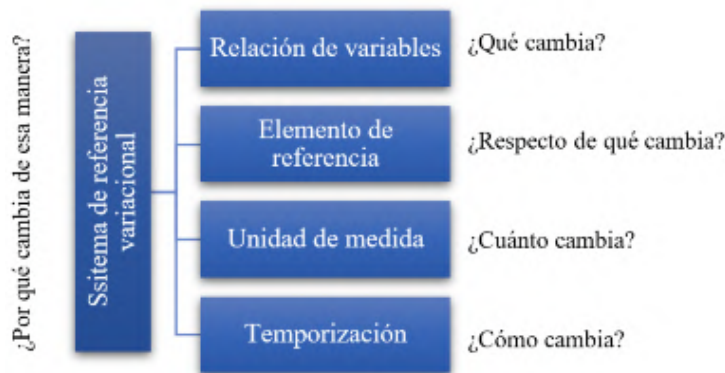 ¿Por qué cambia de esa manera?
Ssitema de referencia
variacional
Relación de variables
¿Qué cambia?
Elemento de
referencia
¿Respecto de qué cambia?
Unidad de medida
¿Cuánto cambia?
Temporización
¿Cómo cambia?